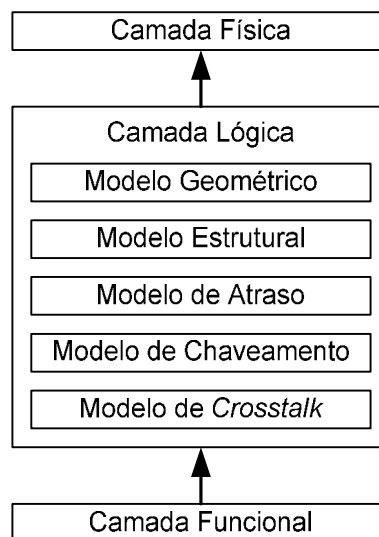 Camada Física
Camada Lógica
Modelo Geométrico
Modelo Estrutural
Modelo de Atraso
Modelo de Chaveamento
Modelo de Crosstalk
Camada Funcional